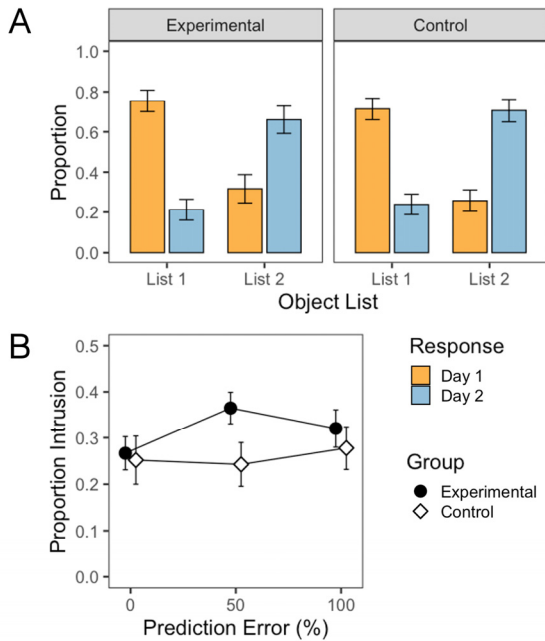 A
Experimental
Control
Proportion
1.0
0.8
0.6
0.4
0.2
0.0
List 1
List 2
List 1
List 2
Object List
B
Proportion Intrusion
0.5
0.4
0.3
0.2
0.1
0.0
0
50
100
Prediction Error (%)
Response
Day 1
Day 2
Group
Experimental
Control